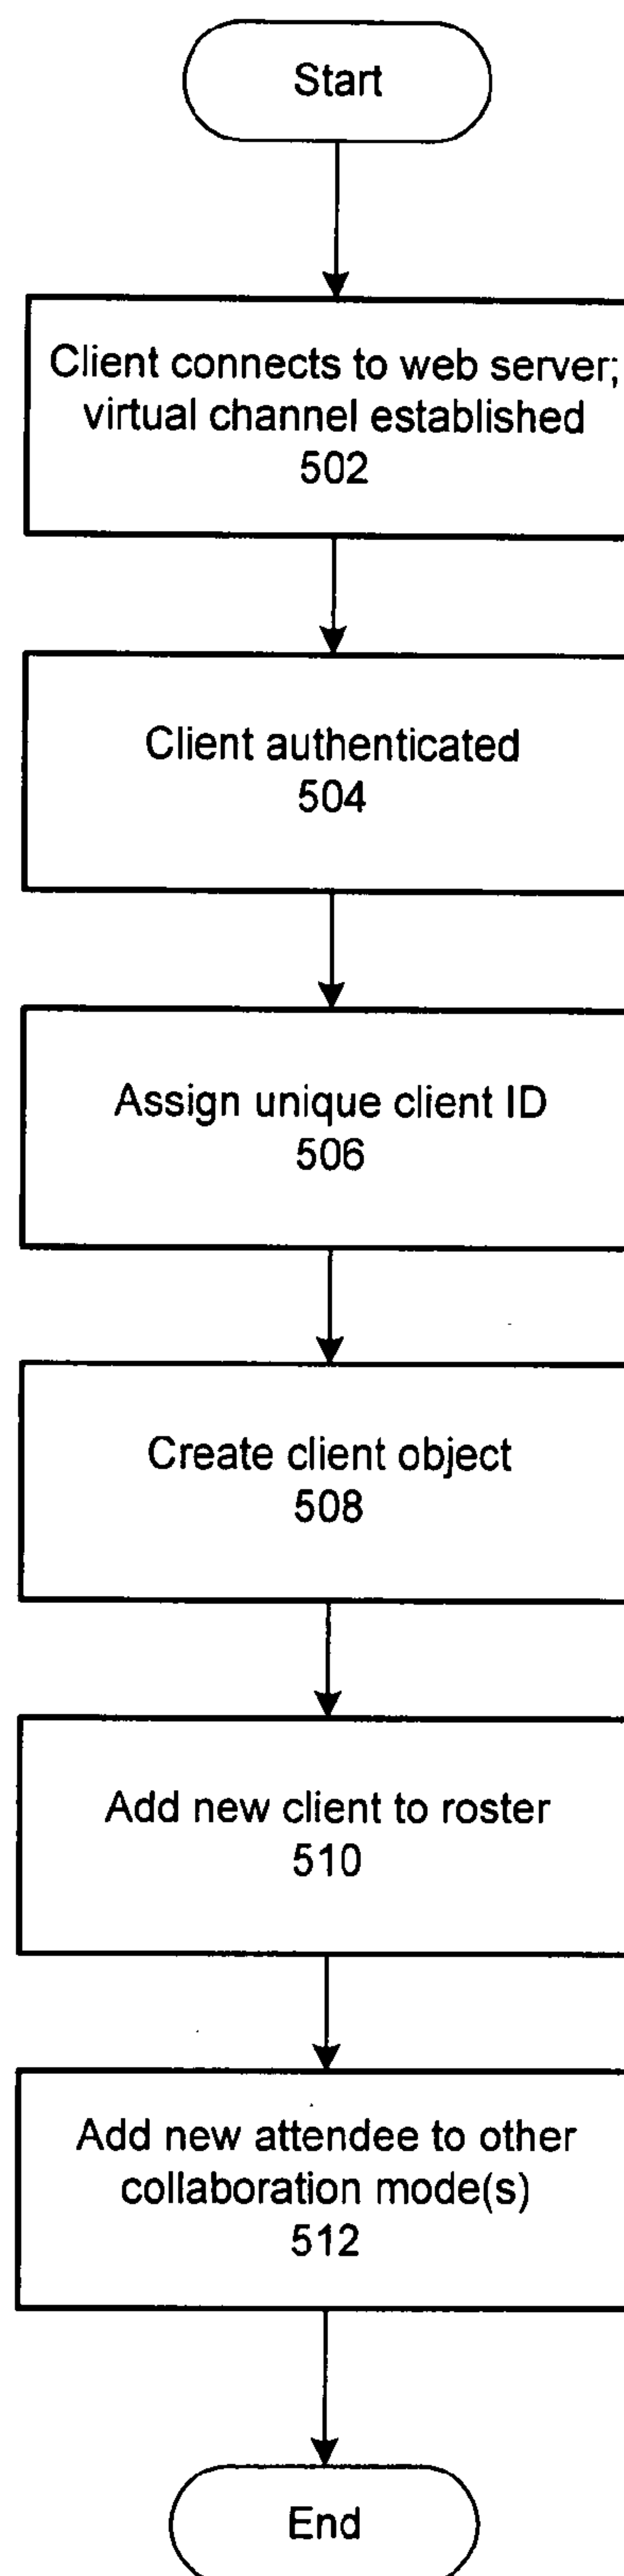 Start
Client connects to web server;
virtual channel established
502
Client authenticated
504
Assign unique client ID
506
Create client object
508
Add new client to roster
510
Add new attendee to other
collaboration mode(s)
512
End